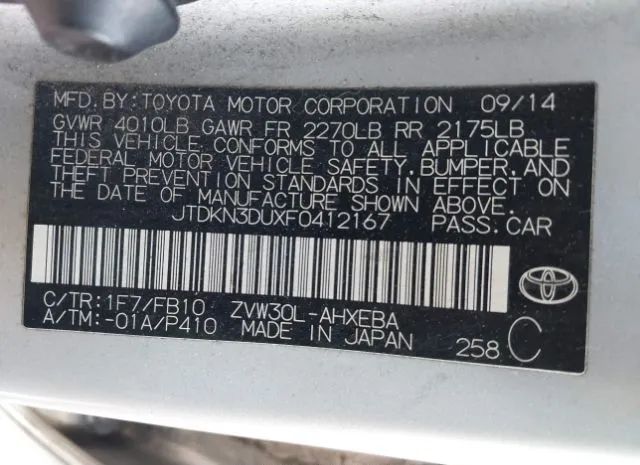 MFD.BY:TOYOTA MOTOR CORPORATION 09/14
GVWR 4010LB GAWR FR 2270LB RR 2175LB
THIS VEHICLE CONFORMS TO ALL APPLICABLE
FEDERAL MOTOR VEHICLE SAFETY,BUMPER,AND
THEFT PREVENTION STANDARDS IN EFFECT ON
THE DATE OF MANUFACTURE SHOWN ABOVE.
JTDKN3DUXF0412167 PASS.CAR
C/TR:1F7/FB10 ZVW30L-AHXEBA
A/TM:-01A/P410 MADE IN JAPAN 258 C